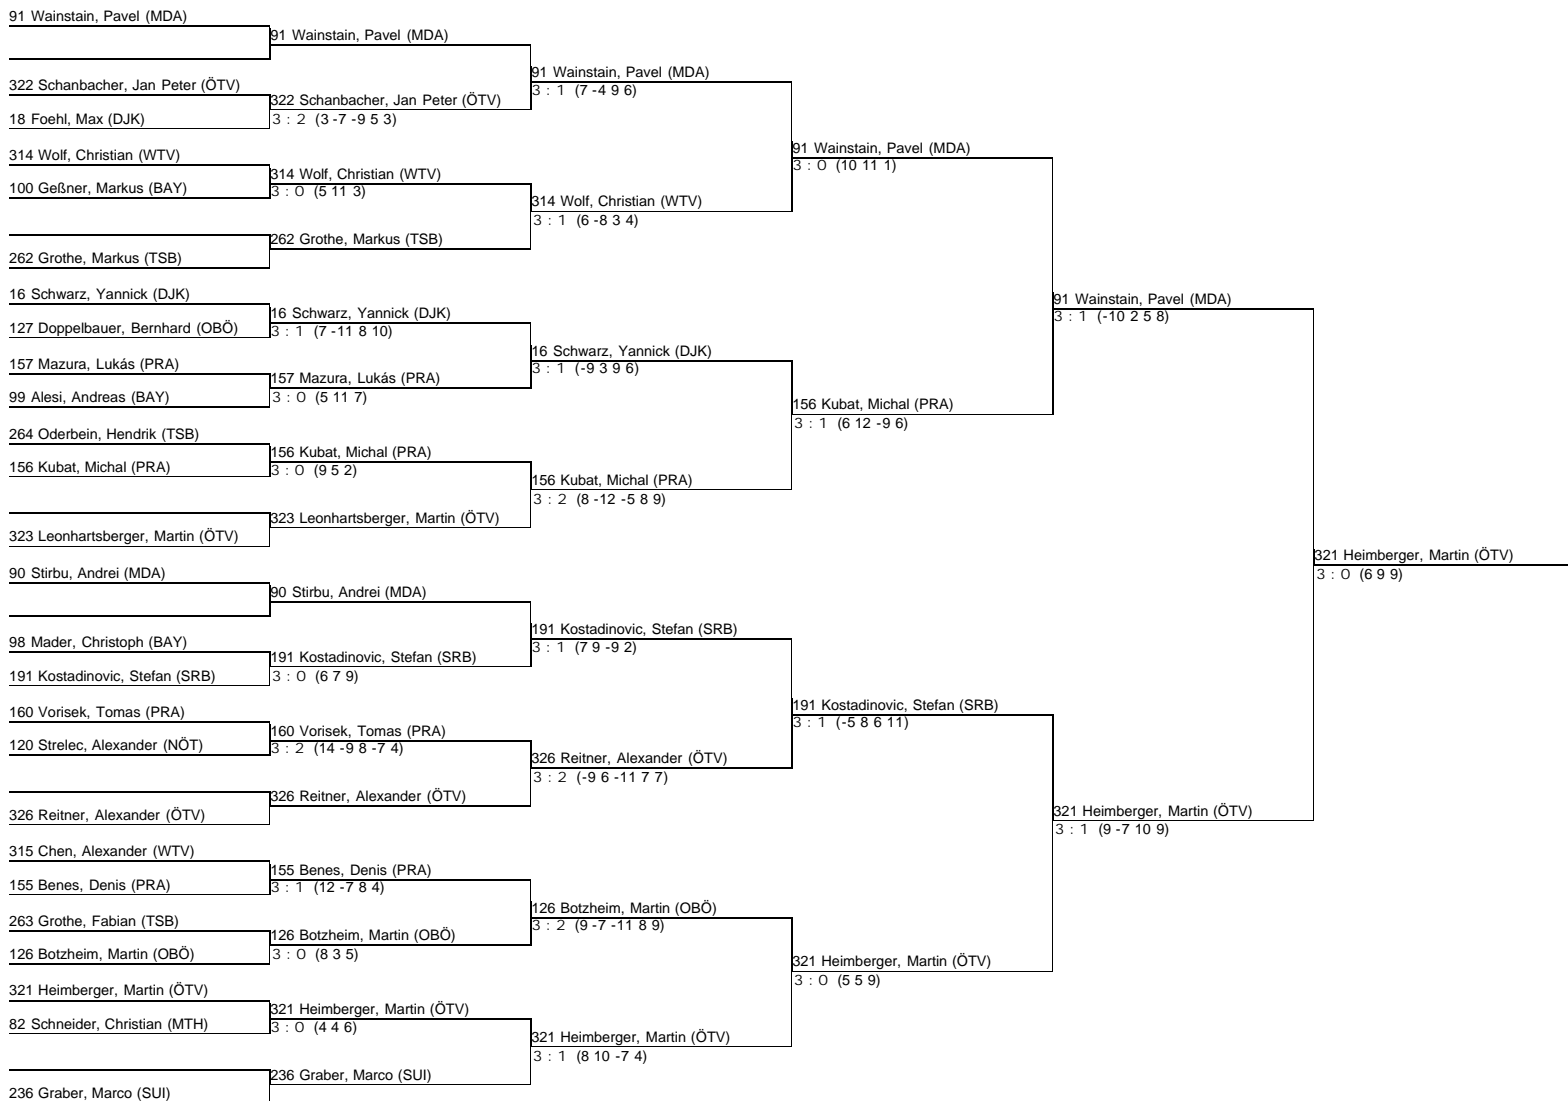 91 Wainstain, Pavel (MDA)
322 Schanbacher, Jan Peter (ÖTV)
18 Foehl, Max (DJK)
314 Wolf, Christian (WTV)
100 Geßner, Markus (BAY)
262 Grothe, Markus (TSB)
16 Schwarz, Yannick (DJK)
127 Doppelbauer, Bernhard (OBÖ)
157 Mazura, Lukás (PRA)
99 Alesi, Andreas (BAY)
264 Oderbein, Hendrik (TSB)
156 Kubat, Michal (PRA)
323 Leonhartsberger, Martin (ÖTV)
90 Stirbu, Andrei (MDA)
98 Mader, Christoph (BAY)
191 Kostadinovic, Stefan (SRB)
160 Vorisek, Tomas (PRA)
120 Strelec, Alexander (NÖT)
326 Reitner, Alexander (ÖTV)
315 Chen, Alexander (WTV)
155 Benes, Denis (PRA)
263 Grothe, Fabian (TSB)
126 Botzheim, Martin (OBÖ)
321 Heimberger, Martin (ÖTV)
82 Schneider, Christian (MTH)
236 Graber, Marco (SUI)
91 Wainstain, Pavel (MDA)
322 Schanbacher, Jan Peter (ÖTV)
3 : 2 (3 -7 -9 5 3)
314 Wolf, Christian (WTV)
3 : 0 (5 11 3)
262 Grothe, Markus (TSB)
16 Schwarz, Yannick (DJK)
3 : 1 (7 -11 8 10)
157 Mazura, Lukás (PRA)
3 : 0 (5 11 7)
156 Kubat, Michal (PRA)
3 : 0 (9 5 2)
323 Leonhartsberger, Martin (ÖTV)
90 Stirbu, Andrei (MDA)
191 Kostadinovic, Stefan (SRB)
3 : 0 (6 7 9)
160 Vorisek, Tomas (PRA)
3 : 2 (14 -9 8 -7 4)
326 Reitner, Alexander (ÖTV)
155 Benes, Denis (PRA)
3 : 1 (12 -7 8 4)
126 Botzheim, Martin (OBÖ)
3 : 0 (8 3 5)
321 Heimberger, Martin (ÖTV)
3 : 0 (4 4 6)
236 Graber, Marco (SUI)
91 Wainstain, Pavel (MDA)
3 : 1 (7 -4 9 6)
314 Wolf, Christian (WTV)
3 : 1 (6 -8 3 4)
16 Schwarz, Yannick (DJK)
3 : 1 (-9 3 9 6)
156 Kubat, Michal (PRA)
3 : 2 (8 -12 -5 8 9)
191 Kostadinovic, Stefan (SRB)
3 : 1 (7 9 -9 2)
326 Reitner, Alexander (ÖTV)
3 : 2 (-9 6 -11 7 7)
126 Botzheim, Martin (OBÖ)
3 : 2 (9 -7 -11 8 9)
321 Heimberger, Martin (ÖTV)
3 : 1 (8 10 -7 4)
91 Wainstain, Pavel (MDA)
3 : 0 (10 11 1)
156 Kubat, Michal (PRA)
3 : 1 (6 12 -9 6)
191 Kostadinovic, Stefan (SRB)
3 : 1 (-5 8 6 11)
321 Heimberger, Martin (ÖTV)
3 : 0 (5 5 9)
91 Wainstain, Pavel (MDA)
3 : 1 (-10 2 5 8)
321 Heimberger, Martin (ÖTV)
3 : 1 (9 -7 10 9)
321 Heimberger, Martin (ÖTV)
3 : 0 (6 9 9)